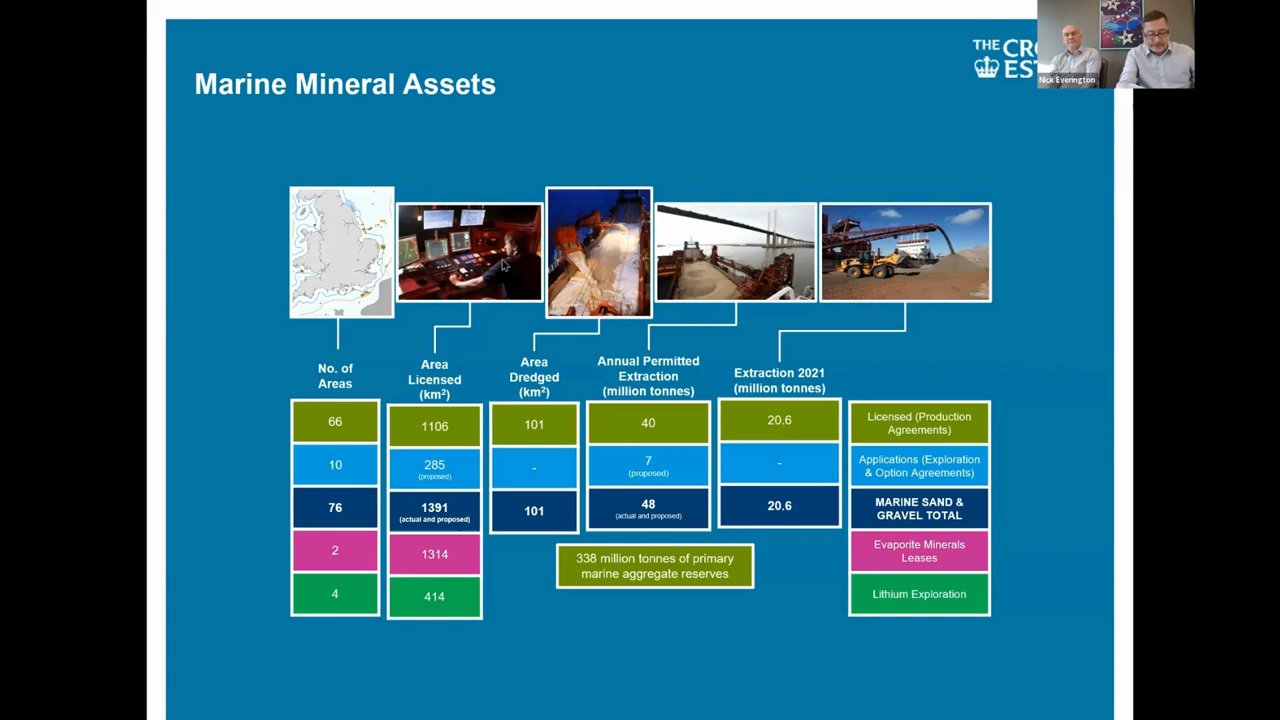 Marine Mineral Assets
THE CRO
EST
Nick Everington
No. of
Areas
Area
Licensed
(km²)
Area
Dredged
(km²)
Annual Permitted
Extraction
(million tonnes)
Extraction 2021
(million tonnes)
66
1106
101
40
20.6
Licensed (Production
Agreements)
10
285
(proposed)
-
7
(proposed)
-
Applications (Exploration
& Option Agreements)
76
1391
(actual and proposed)
101
48
(actual and proposed)
20.6
MARINE SAND &
GRAVEL TOTAL
2
1314
Evaporite Minerals
Leases
338 million tonnes of primary
marine aggregate reserves
4
414
Lithium Exploration